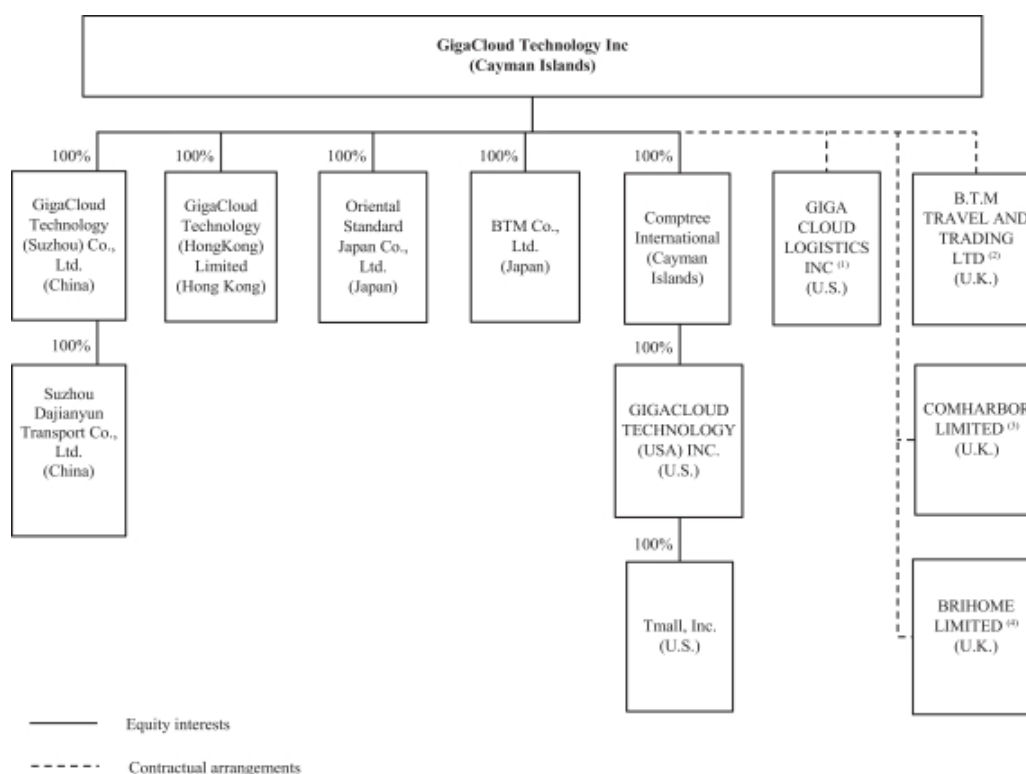 GigaCloud Technology Inc
(Cayman Islands)
100%
100%
100%
100%
100%
GigaCloud
Technology
(Suzhou) Co.,
Ltd.
(China)
GigaCloud
Technology
(HongKong)
Limited
(Hong Kong)
Oriental
Standard
Japan Co.,
Ltd.
(Japan)
BTM Co.,
Ltd.
(Japan)
Comptree
International
(Cayman
Islands)
GIGA
CLOUD
LOGISTICS
INC (1)
(U.S.)
B.T.M
TRAVEL AND
TRADING
LTD (2)
(U.K.)
100%
100%
Suzhou
Dajianyun
Transport Co.,
Ltd.
(China)
GIGACLOUD
TECHNOLOGY
(USA) INC.
(U.S.)
COMHARBOR
LIMITED (3)
(U.K.)
100%
Tmall, Inc.
(U.S.)
BRIHOME
LIMITED (4)
(U.K.)
Equity interests
Contractual arrangements